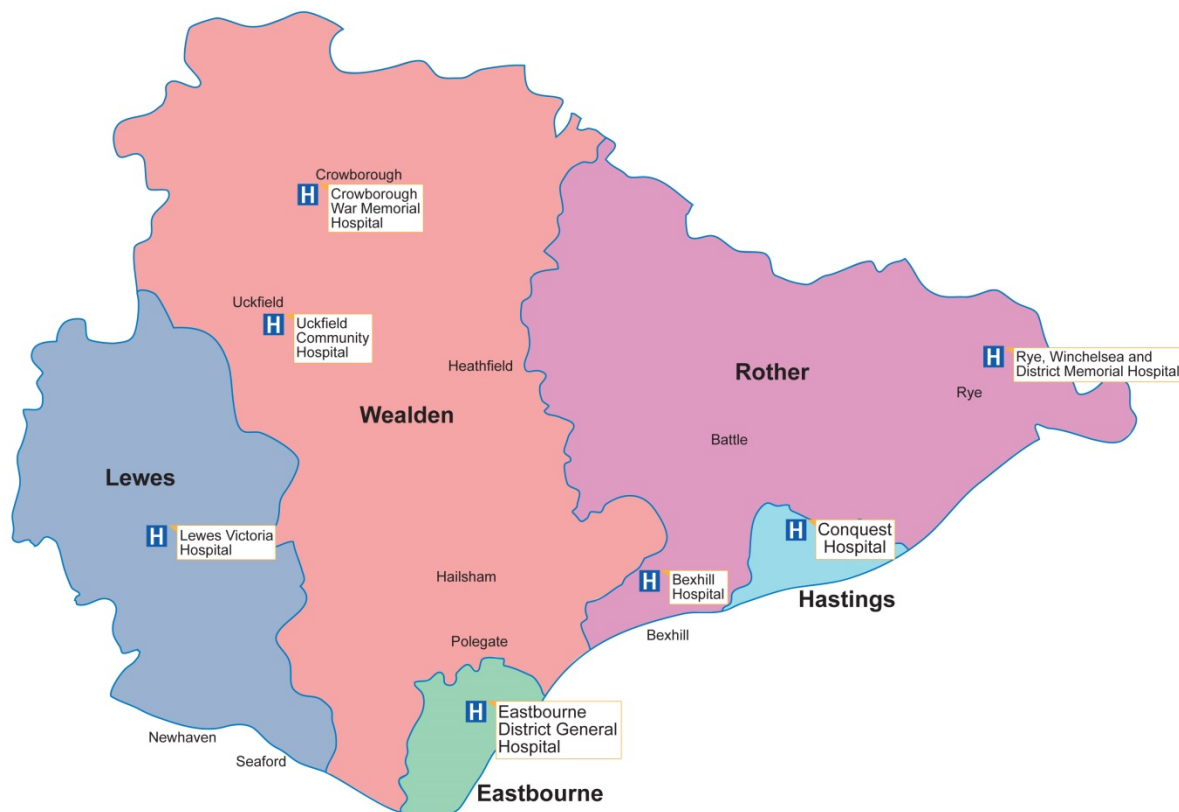 Crowborough
H
Crowborough
War Memorial
Hospital
Uckfield
H
Uckfield
Community
Hospital
Heathfield
Wealden
Rother
H
Rye, Winchelsea and
District Memorial Hospital
Rye
Battle
Lewes
H
Lewes Victoria
Hospital
H
Conquest
Hospital
Hastings
Hailsham
H
Bexhill
Hospital
Bexhill
Polegate
H
Eastbourne
District General
Hospital
Eastbourne
Newhaven
Seaford